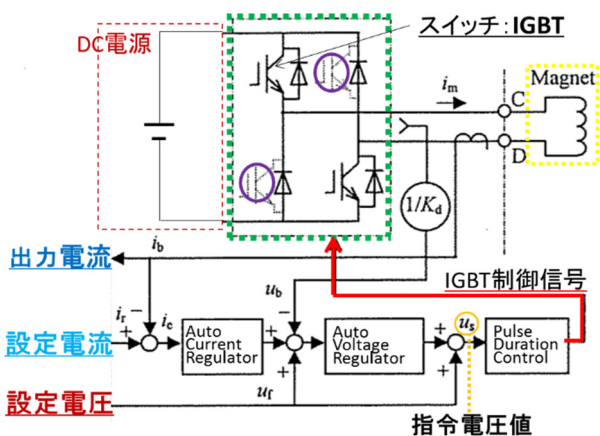 DC電源
スイッチ:IGBT
im
C
Magnet
D
1/Kd
出力電流
ib
IGBT制御信号
ub
ir
−
ic
−
us
設定電流
+
Auto
Current
Regulator
+
Auto
Voltage
Regulator
+
Pulse
Duration
Control
+
+
設定電圧
uf
指令電圧値